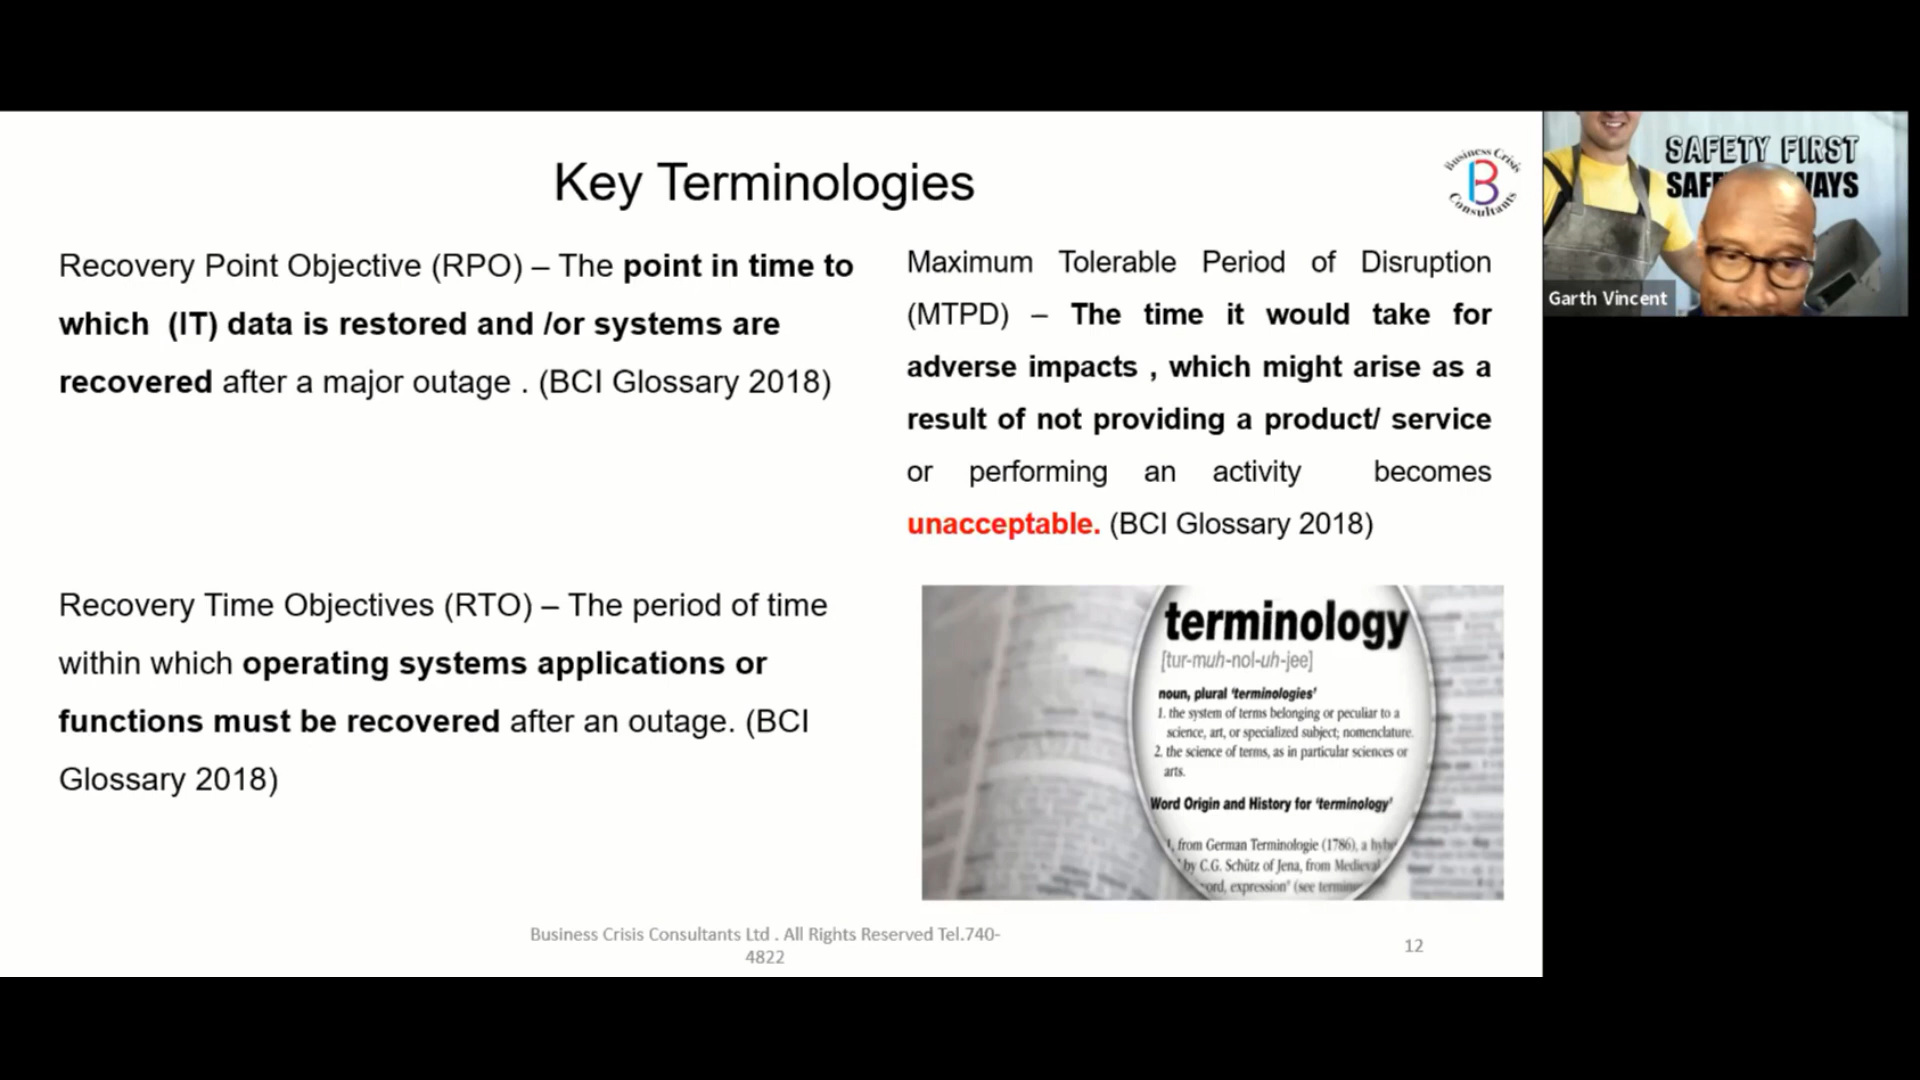 Key Terminologies
Business Crisis
B
Consultants
Recovery Point Objective (RPO) – The point in time to
which (IT) data is restored and /or systems are
recovered after a major outage . (BCI Glossary 2018)
Recovery Time Objectives (RTO) – The period of time
within which operating systems applications or
functions must be recovered after an outage. (BCI
Glossary 2018)
Maximum Tolerable Period of Disruption
(MTPD) – The time it would take for
adverse impacts , which might arise as a
result of not providing a product/ service
or performing an activity becomes
unacceptable. (BCI Glossary 2018)
terminology
[tur-muh-nol-uh-jee]
noun, plural 'terminologies'
1. the system of terms belonging or peculiar to a
science, art, or specialized subject; nomenclature.
2. the science of terms, as in particular sciences or
arts.
Word Origin and History for 'terminology'
from German Terminologie (1786), a
by C.G. Schütz of Jena, from Medieval
expression" (see
Business Crisis Consultants Ltd . All Rights Reserved Tel.740-
4822
12
SAFETY FIRST
SAF WAYS
Garth Vincent